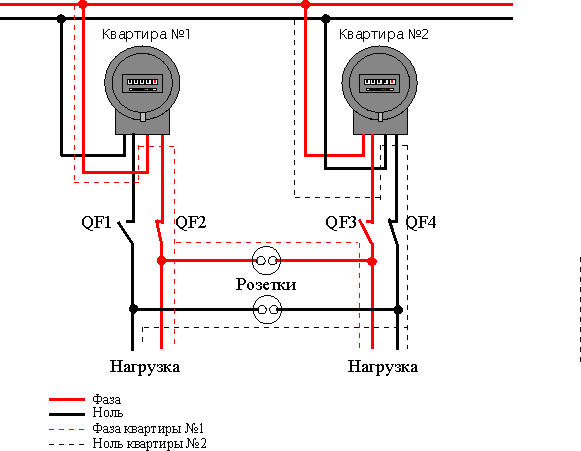 Квартира №1 Квартира №2
QF1 QF2 QF3 QF4
Розетки
Нагрузка Нагрузка
Фаза
Ноль
Фаза квартиры №1
Ноль квартиры №2